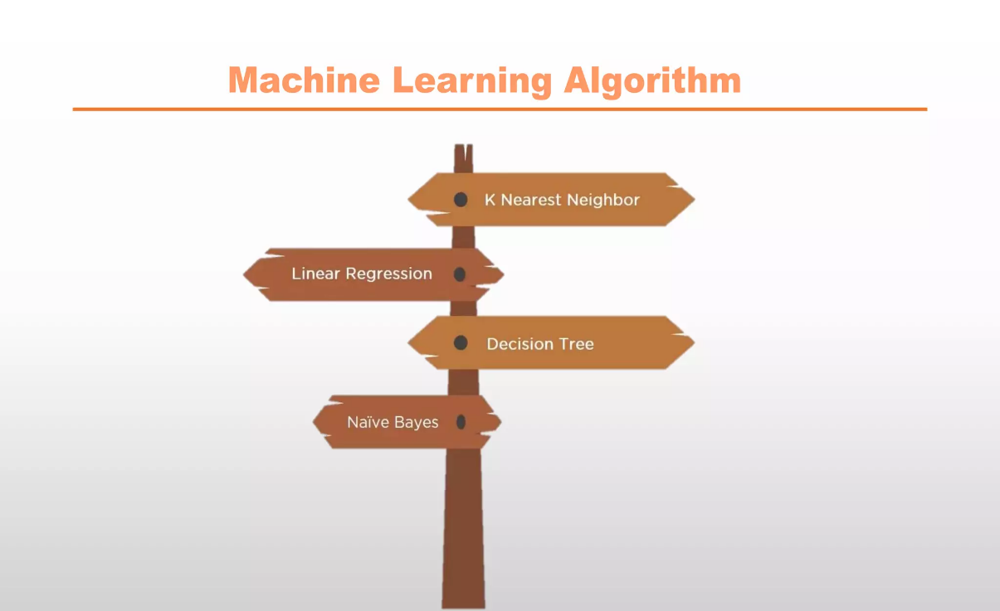 Machine Learning Algorithm
K Nearest Neighbor
Linear Regression
Decision Tree
Naïve Bayes